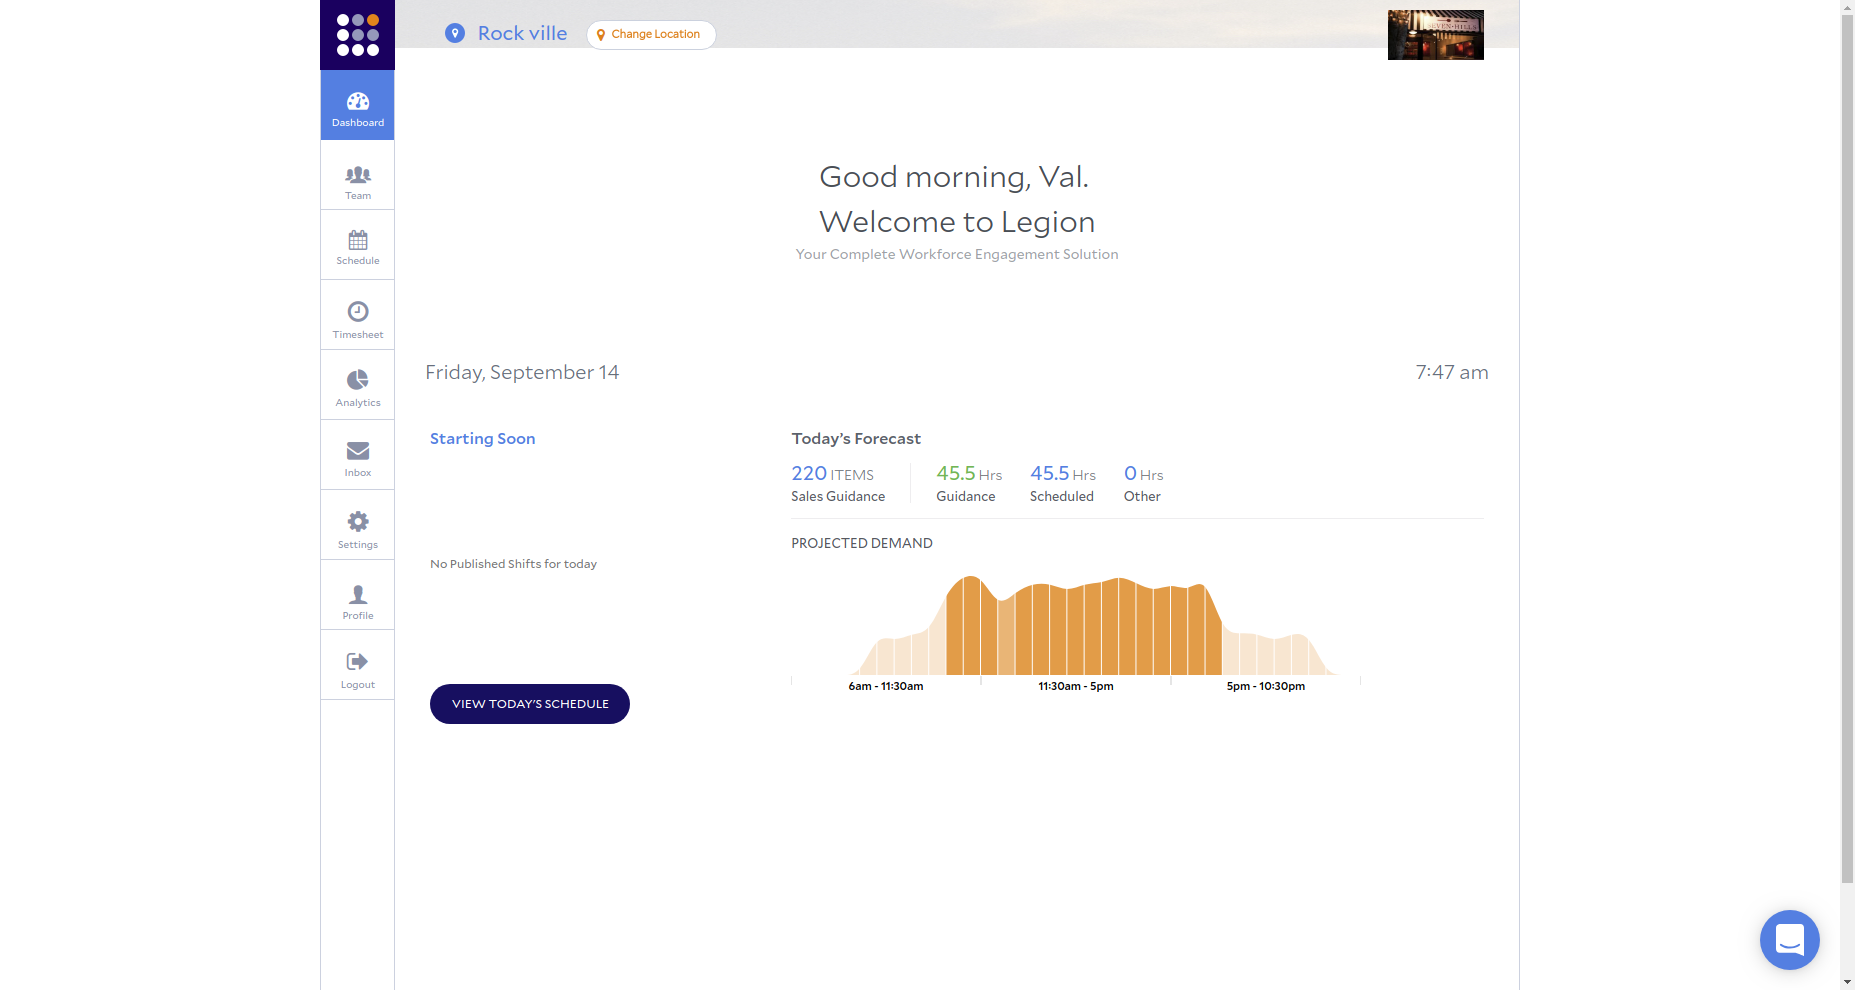 Rock ville
Change Location
SEVEN HILLS
Dashboard
Team
Schedule
Timesheet
Analytics
Inbox
Settings
Profile
Logout
Good morning, Val.
Welcome to Legion
Your Complete Workforce Engagement Solution
Friday, September 14
7:47 am
Starting Soon
No Published Shifts for today
VIEW TODAY'S SCHEDULE
Today's Forecast
220 ITEMS
Sales Guidance
45.5 Hrs
Guidance
45.5 Hrs
Scheduled
0 Hrs
Other
PROJECTED DEMAND
6am - 11:30am
11:30am - 5pm
5pm - 10:30pm